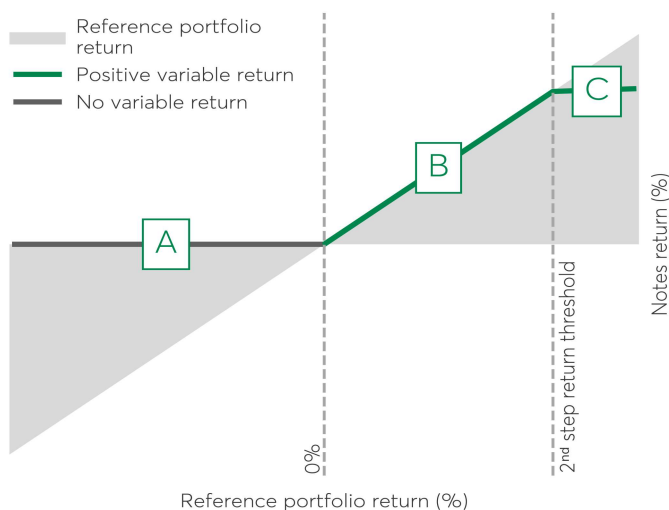 Reference portfolio
return
Positive variable return
No variable return
A
B
C
Notes return (%)
0%
2nd step return threshold
Reference portfolio return (%)